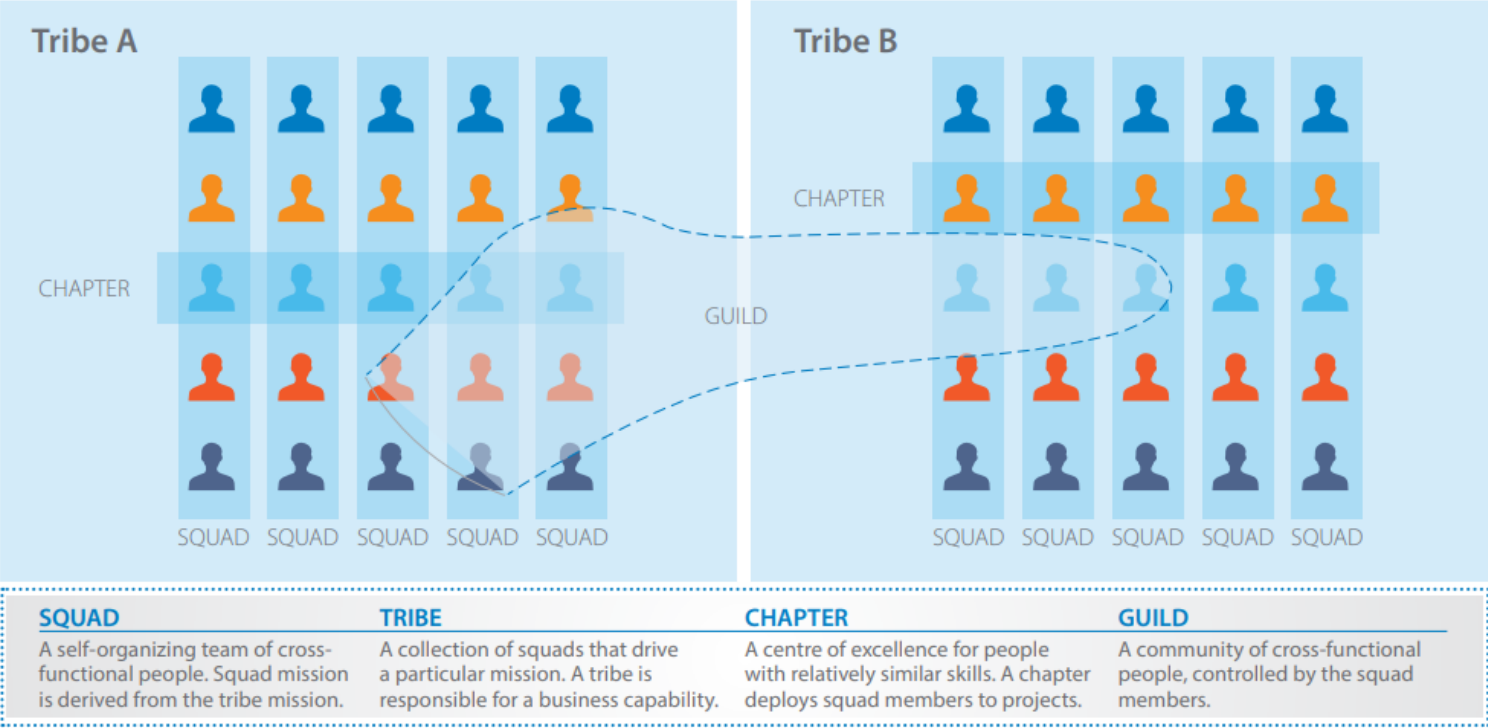 Tribe A
Tribe B
CHAPTER
CHAPTER
GUILD
SQUAD SQUAD SQUAD SQUAD SQUAD
SQUAD SQUAD SQUAD SQUAD SQUAD
SQUAD
A self-organizing team of cross-
functional people. Squad mission
is derived from the tribe mission.
TRIBE
A collection of squads that drive
a particular mission. A tribe is
responsible for a business capability.
CHAPTER
A centre of excellence for people
with relatively similar skills. A chapter
deploys squad members to projects.
GUILD
A community of cross-functional
people, controlled by the squad
members.